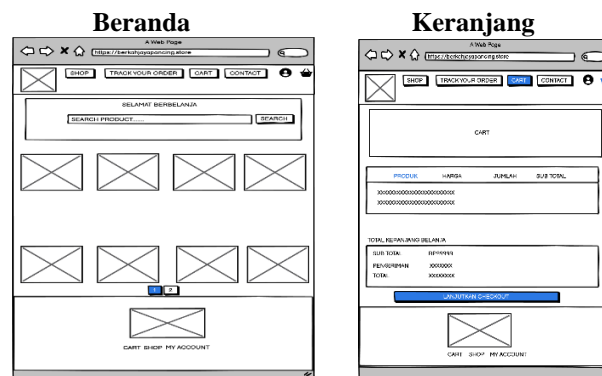 Beranda
A Web Page
https://berkahjayapancing.store
SHOP TRACK YOUR ORDER CART CONTACT
SELAMAT BERBELANJA
SEARCH PRODUCT...... SEARCH
1 2
CART SHOP MY ACCOUNT
Keranjang
A Web Page
https://berkahjayapancing.store
SHOP TRACK YOUR ORDER CART CONTACT
CART
PRODUK HARGA JUMLAH SUB TOTAL
TOTAL KERANJANG BELANJA
SUB TOTAL
PENGIRIMAN XXXXXXX
TOTAL XXXXXXX
LANJUTKAN CHECKOUT
CART SHOP MY ACCOUNT